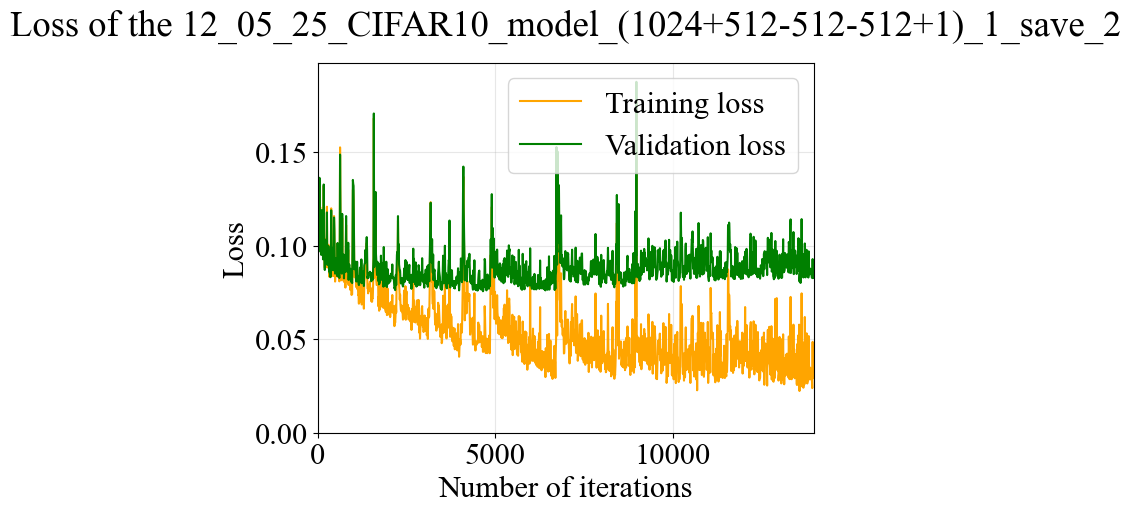 Loss of the 12_05_25_CIFAR10_model_(1024+512-512-512+1)_1_save_2
Training loss
Validation loss
0.15
0.10
0.05
0.00
Loss
0
5000
10000
Number of iterations